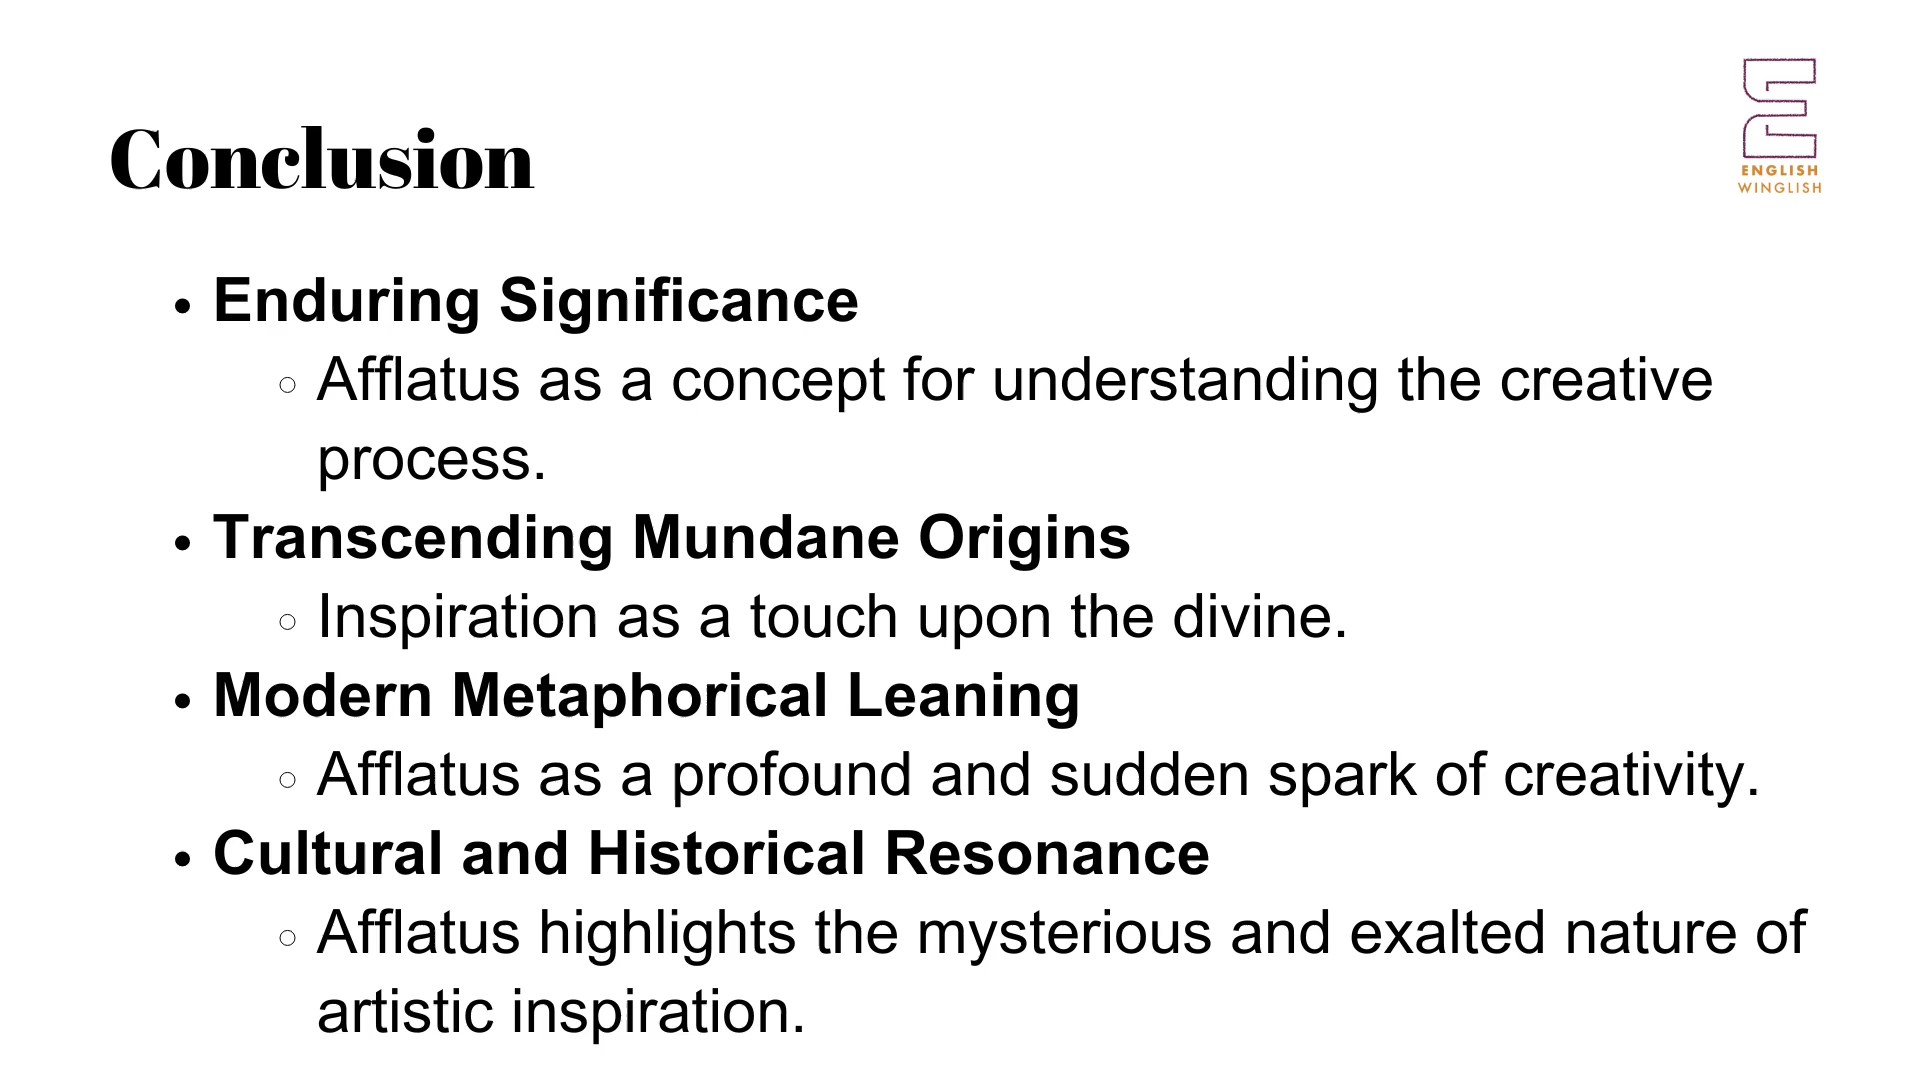 ENGLISH
WINGLISH
Conclusion
• Enduring Significance
○ Afflatus as a concept for understanding the creative
process.
• Transcending Mundane Origins
○ Inspiration as a touch upon the divine.
• Modern Metaphorical Leaning
○ Afflatus as a profound and sudden spark of creativity.
• Cultural and Historical Resonance
○ Afflatus highlights the mysterious and exalted nature of
artistic inspiration.